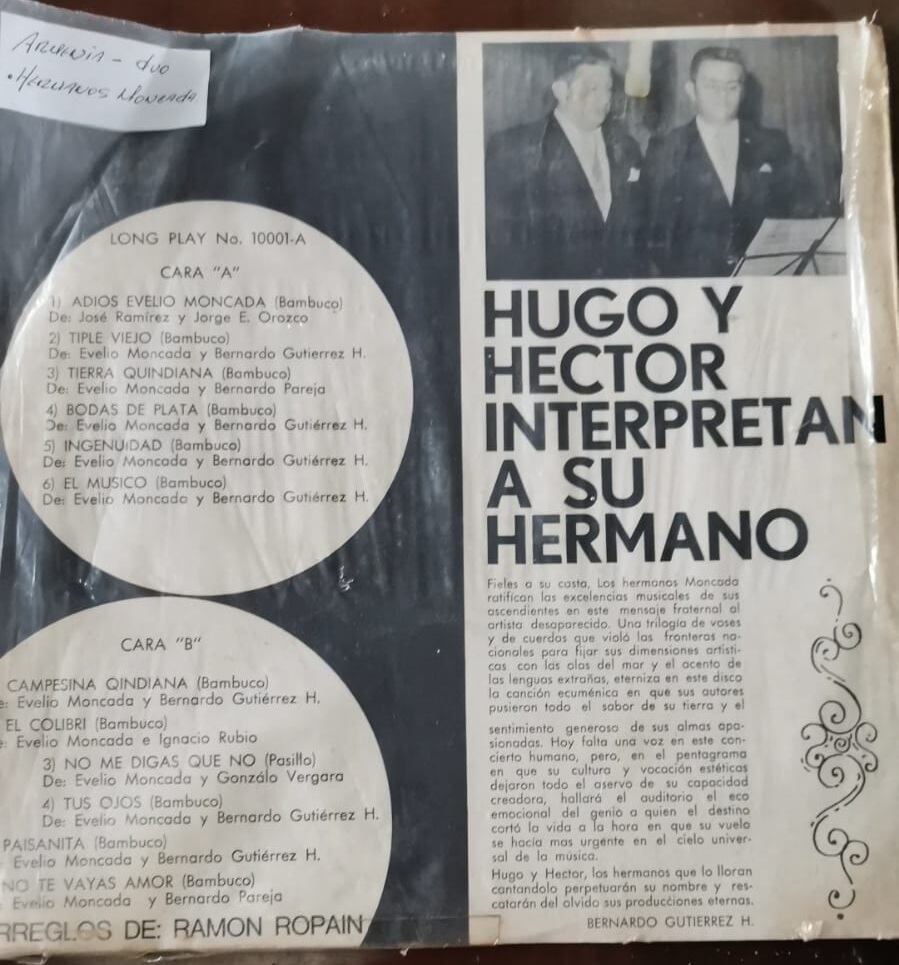 ARMENIA - duo
• HERMANOS MONCADA
LONG PLAY No. 10001-A
CARA "A"
1) ADIOS EVELIO MONCADA (Bambuco)
De: José Ramírez y Jorge E. Orozco
2) TIPLE VIEJO (Bambuco)
De: Evelio Moncada y Bernardo Gutierrez H.
3) TIERRA QUINDIANA (Bambuco)
De: Evelio Moncada y Bernardo Pareja
4) BODAS DE PLATA (Bambuco)
De: Evelio Moncada y Bernardo Gutiérrez H.
5) INGENUIDAD (Bambuco)
De: Evelio Moncada y Bernardo Gutiérrez H.
6) EL MUSICO (Bambuco)
De: Evelio Moncada y Bernardo Gutiérrez H.
CARA "B"
CAMPESINA QINDIANA (Bambuco)
e: Evelio Moncada y Bernardo Gutiérrez H.
EL COLIBRI (Bambuco)
e: Evelio Moncada e Ignacio Rubio
3) NO ME DIGAS QUE NO (Pasillo)
De: Evelio Moncada y Gonzálo Vergara
4) TUS OJOS (Bambuco)
De: Evelio Moncada y Bernardo Gutiérrez H.
PAISANITA (Bambuco)
Evelio Moncada y Bernardo Gutiérrez H.
NO TE VAYAS AMOR (Bambuco)
Evelio Moncada y Bernardo Pareja
RREGLOS DE: RAMON ROPAIN
HUGO Y
HECTOR
INTERPRETAN
A SU
HERMANO
Fieles a su casta, Los hermanos Moncada
ratifican las excelencias musicales de sus
ascendientes en este mensaje fraternal al
artista desaparecido. Una trilogía de voses
y de cuerdas que violó las fronteras na-
cionales para fijar sus dimensiones artísti-
cas con las olas del mar y el acento de
las lenguas extrañas, eterniza en este disco
la canción ecuménica en que sus autores
pusieron todo el sabor de su tierra y el
sentimiento generoso de sus almas apa-
sionadas. Hoy falta una voz en este con-
cierto humano, pero, en el pentagrama
en que su cultura y vocación estéticas
dejaron todo el aservo de su capacidad
creadora, hallará el auditorio el eco
emocional del genio a quien el destino
cortó la vida a la hora en que su vuelo
se hacía mas urgente en el cielo univer-
sal de la música.
Hugo y Hector, los hermanos que lo lloran
cantandolo perpetuarán su nombre y res-
catarán del olvido sus producciones eternas.
BERNARDO GUTIERREZ H.